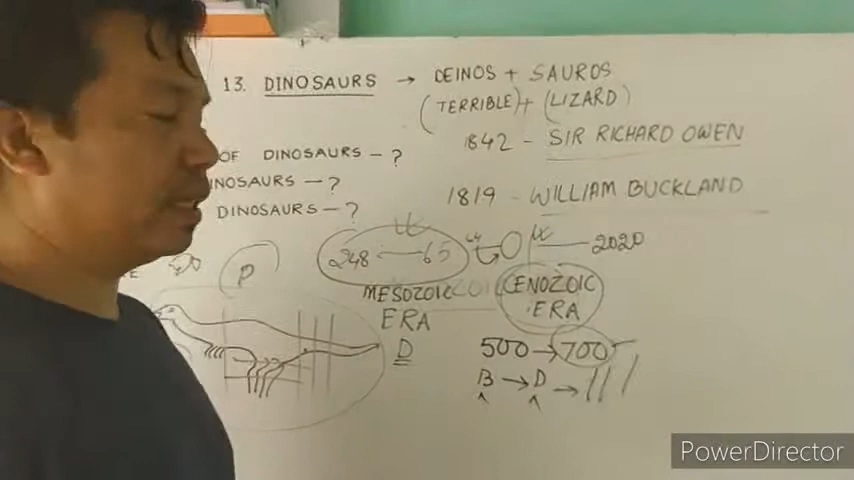 13. DINOSAURS → DEINOS + SAUROS
(TERRIBLE) + (LIZARD)
1842 - SIR RICHARD OWEN
OF DINOSAURS - ?
NOSAURS - ?
DINOSAURS - ?
1819 - WILLIAM BUCKLAND
248 — 65
2020
P
MESOZOIC
ERA
CENOZOIC
ERA
D
500 → 700
B → D →
PowerDirector